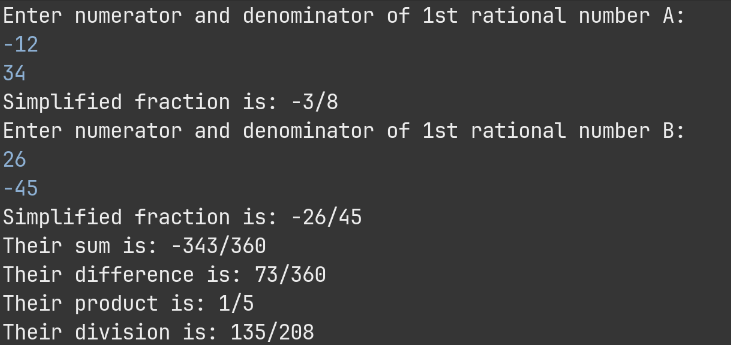 Enter numerator and denominator of 1st rational number A:
-12
34
Simplified fraction is: -3/8
Enter numerator and denominator of 1st rational number B:
26
-45
Simplified fraction is: -26/45
Their sum is: -343/360
Their difference is: 73/360
Their product is: 1/5
Their division is: 135/208